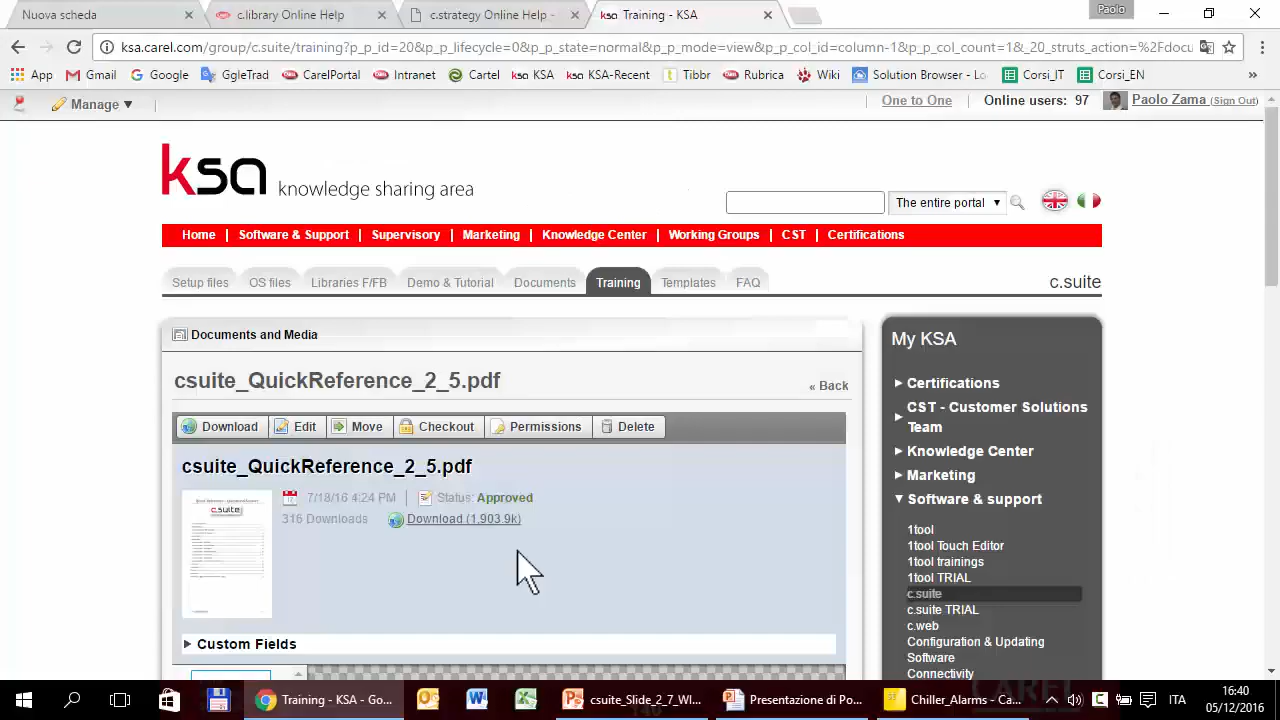 Nuova scheda
c.library Online Help
c.strategy Online Help -
Training - KSA
Paolo
ksa.carel.com/group/c.suite/training?p_p_id=20&p_p_lifecycle=0&p_p_state=normal&p_p_mode=view&p_p_col_id=column-1&p_p_col_count=1&_20_struts_action=%2Fdocu
App
Gmail
Google
GgleTrad
CarelPortal
Intranet
Cartel
KSA
KSA-Recent
Tibbr
Rubrica
Wiki
Solution Browser - Lo
Corsi_IT
Corsi_EN
»
Manage ▼
One to One
Online users: 97
Paolo Zama (Sign Out)
ksa knowledge sharing area
The entire portal
Home | Software & Support | Supervisory | Marketing | Knowledge Center | Working Groups | CST | Certifications
Setup files
OS files
Libraries F/FB
Demo & Tutorial
Documents
Training
Templates
FAQ
c.suite
Documents and Media
csuite_QuickReference_2_5.pdf
« Back
Download
Edit
Move
Checkout
Permissions
Delete
csuite_QuickReference_2_5.pdf
7/18/16 4:24 PM
Status: Approved
316 Downloads
Download (1,903.9k)
c.suite
Custom Fields
My KSA
Certifications
CST - Customer Solutions
Team
Knowledge Center
Marketing
Software & support
1tool
1tool Touch Editor
1tool trainings
1tool TRIAL
c.suite
c.suite TRIAL
c.web
Configuration & Updating
Software
Connectivity
Training - KSA - Go...
csuite_Slide_2_7_WI...
Presentazione di Po...
Chiller_Alarms - Ca...
ITA
16:40
05/12/2016